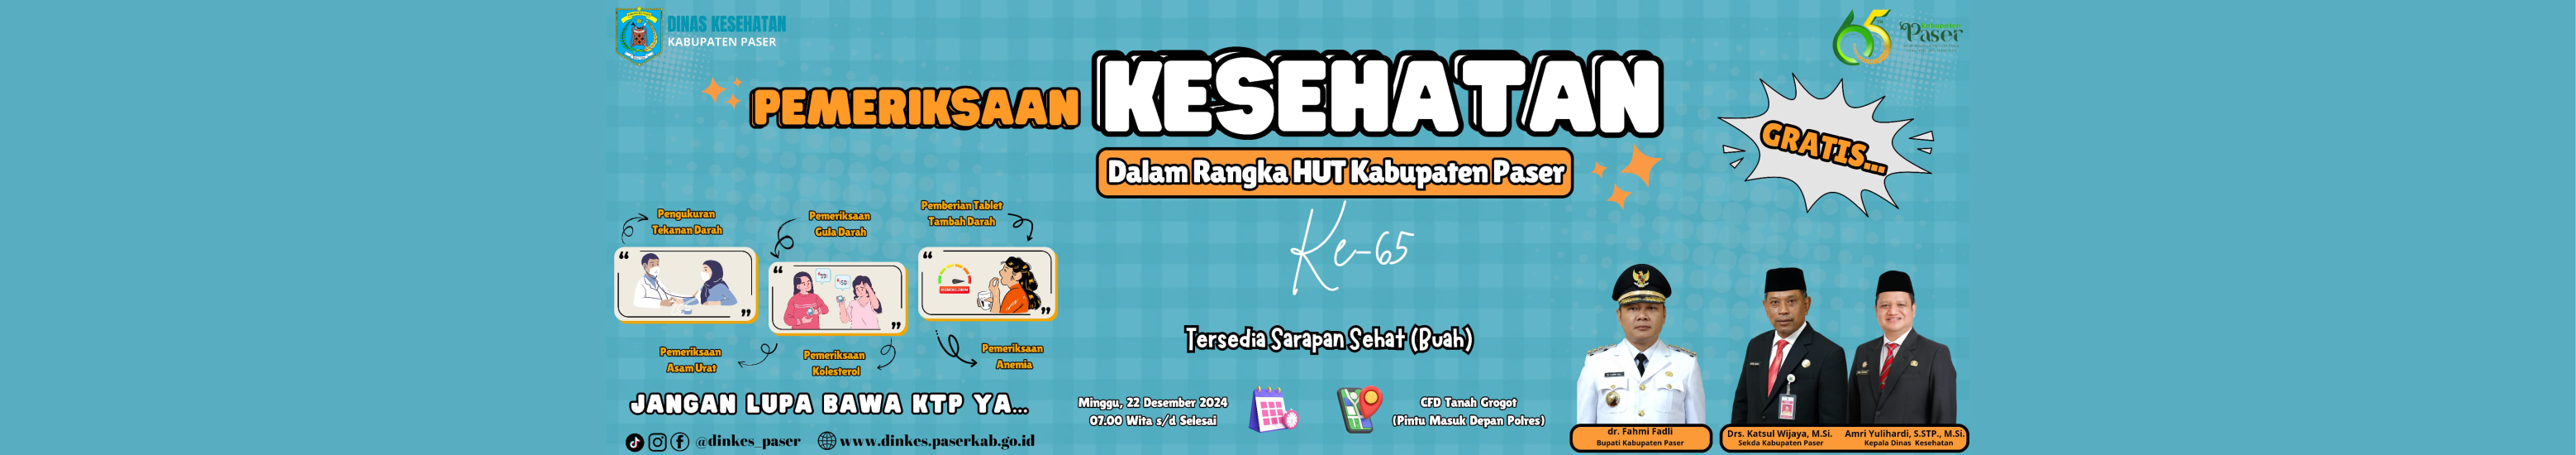 DINAS KESEHATAN
KABUPATEN PASER
65
Paser
PEMERIKSAAN KESEHATAN
Dalam Rangka HUT Kabupaten Paser
Ke-65
GRATIS...
Pengukuran
Tekanan Darah
Pemeriksaan
Gula Darah
Pemberian Tablet
Tambah Darah
Pemeriksaan
Asam Urat
Pemeriksaan
Kolesterol
Pemeriksaan
Anemia
Tersedia Sarapan Sehat (Buah)
JANGAN LUPA BAWA KTP YA...
Minggu, 22 Desember 2024
07.00 Wita s/d Selesai
CFD Tanah Grogot
(Pintu Masuk Depan Polres)
@dinkes_paser
www.dinkes.paserkab.go.id
dr. Fahmi Fadli
Bupati Kabupaten Paser
Drs. Katsul Wijaya, M.Si.
Sekda Kabupaten Paser
Amri Yulihardi, S.STP., M.Si.
Kepala Dinas Kesehatan